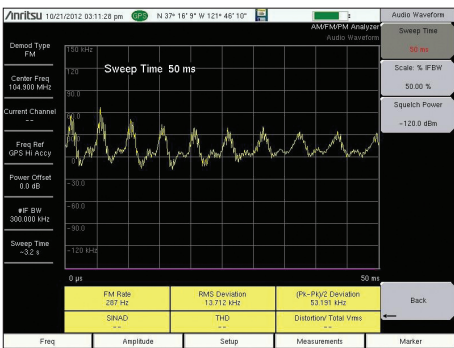 Anritsu 10/21/2012 03:11:28 pm GPS N 37° 16' 9" W 121° 46' 10"
Audio Waveform
AM/FM/PM Analyzer
Audio Waveform
Demod Type
FM
Center Freq
104.900 MHz
Current Channel
--
Freq Ref
GPS Hi Accy
Power Offset
0.0 dB
#IF BW
300.000 kHz
Sweep Time
~3.2 s
150 kHz
120
90.0
0.0
-30.0
-60.0
-90.0
-120 kHz
Sweep Time 50 ms
0 µs
50 ms
FM Rate
287 Hz
RMS Deviation
13.712 kHz
(Pk-Pk)/2 Deviation
53.191 kHz
SINAD
--
THD
--
Distortion/ Total Vrms
--
Sweep Time
50 ms
Scale: % IFBW
50.00 %
Squelch Power
-120.0 dBm
Back
Freq
Amplitude
Setup
Measurements
Marker